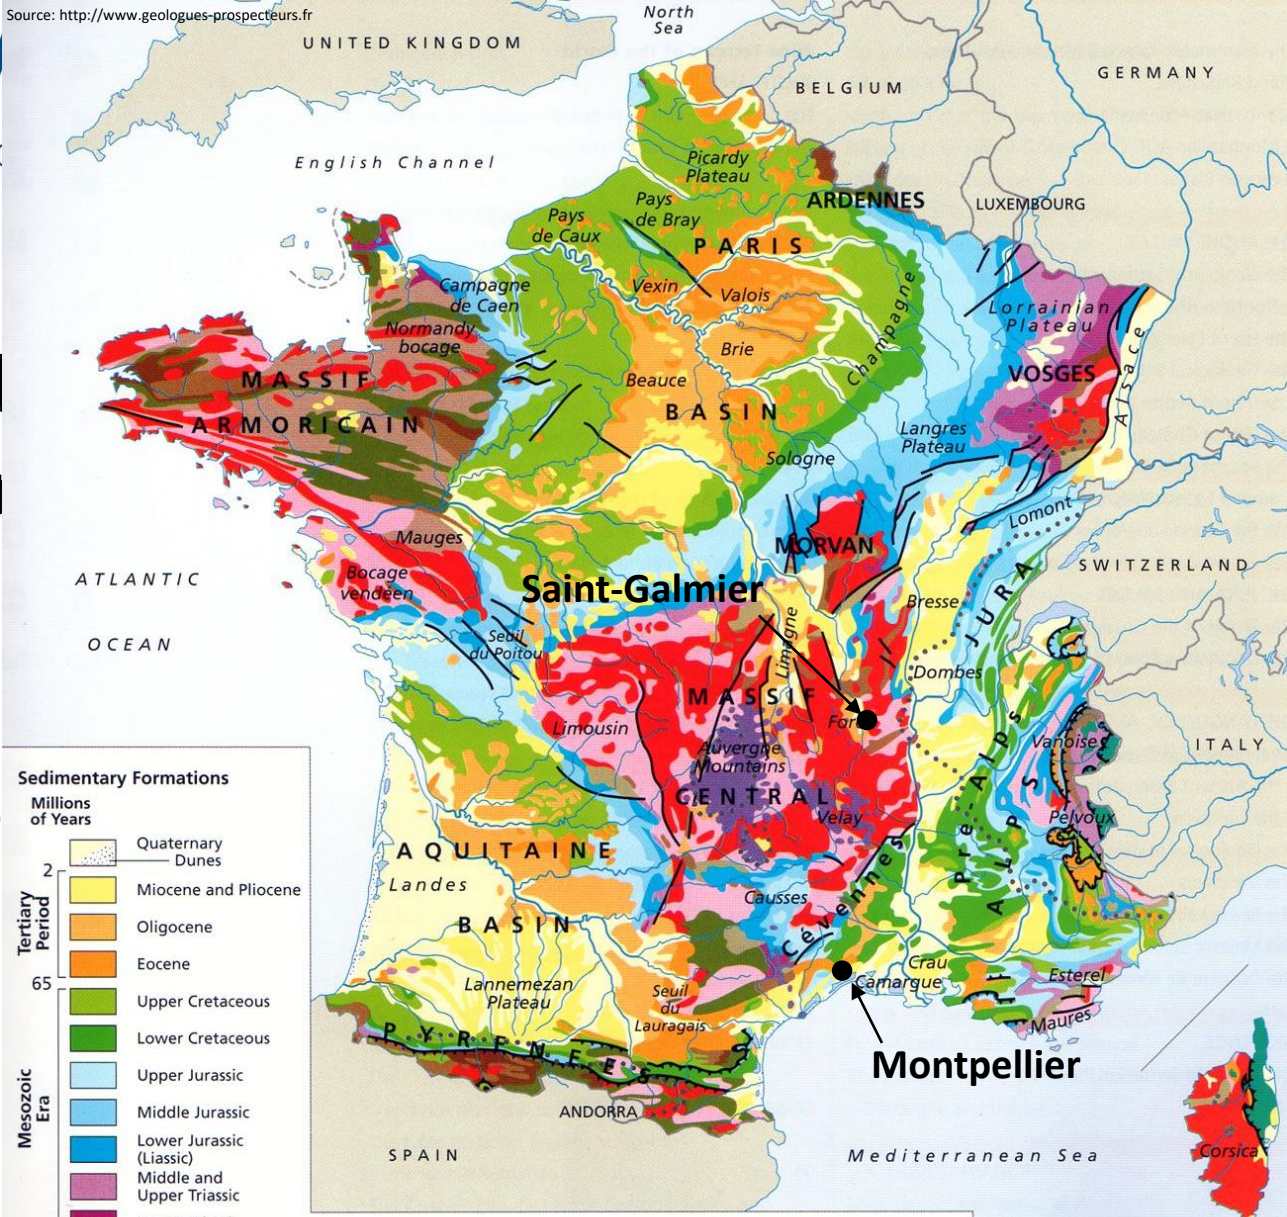 Source: http://www.geologues-prospecteurs.fr
North
Sea
UNITED KINGDOM
BELGIUM
GERMANY
English Channel
Picardy
Plateau
ARDENNES
LUXEMBOURG
Pays
de Caux
Pays
de Bray
PARIS
Campagne
de Caen
Vexin
Valois
Champagne
Lorrainian
Plateau
Normandy
bocage
Brie
Alsace
MASSIF
Beauce
VOSGES
ARMORICAIN
BASIN
Langres
Plateau
Sologne
Lomont
Mauges
MORVAN
ATLANTIC
OCEAN
Bocage
vendéen
SWITZERLAND
Saint-Galmier
Bresse
JURA
Seuil
du Poitou
Limagne
Dombes
MASSIF
Limousin
For
Vanoise
ITALY
Auvergne
Mountains
CENTRAL
Velay
Pelvoux
Pre-Alps
ALPS
AQUITAINE
Landes
Causses
Cévennes
BASIN
Crau
Camargue
Esterel
Lannemezan
Plateau
Seuil
du
Lauragais
Maures
PYRENEES
Montpellier
ANDORRA
SPAIN
Mediterranean Sea
Corsica
Sedimentary Formations
Millions
of Years
Quaternary
Dunes
2
Tertiary
Period
Miocene and Pliocene
Oligocene
Eocene
65
Mesozoic
Era
Upper Cretaceous
Lower Cretaceous
Upper Jurassic
Middle Jurassic
Lower Jurassic
(Liassic)
Middle and
Upper Triassic